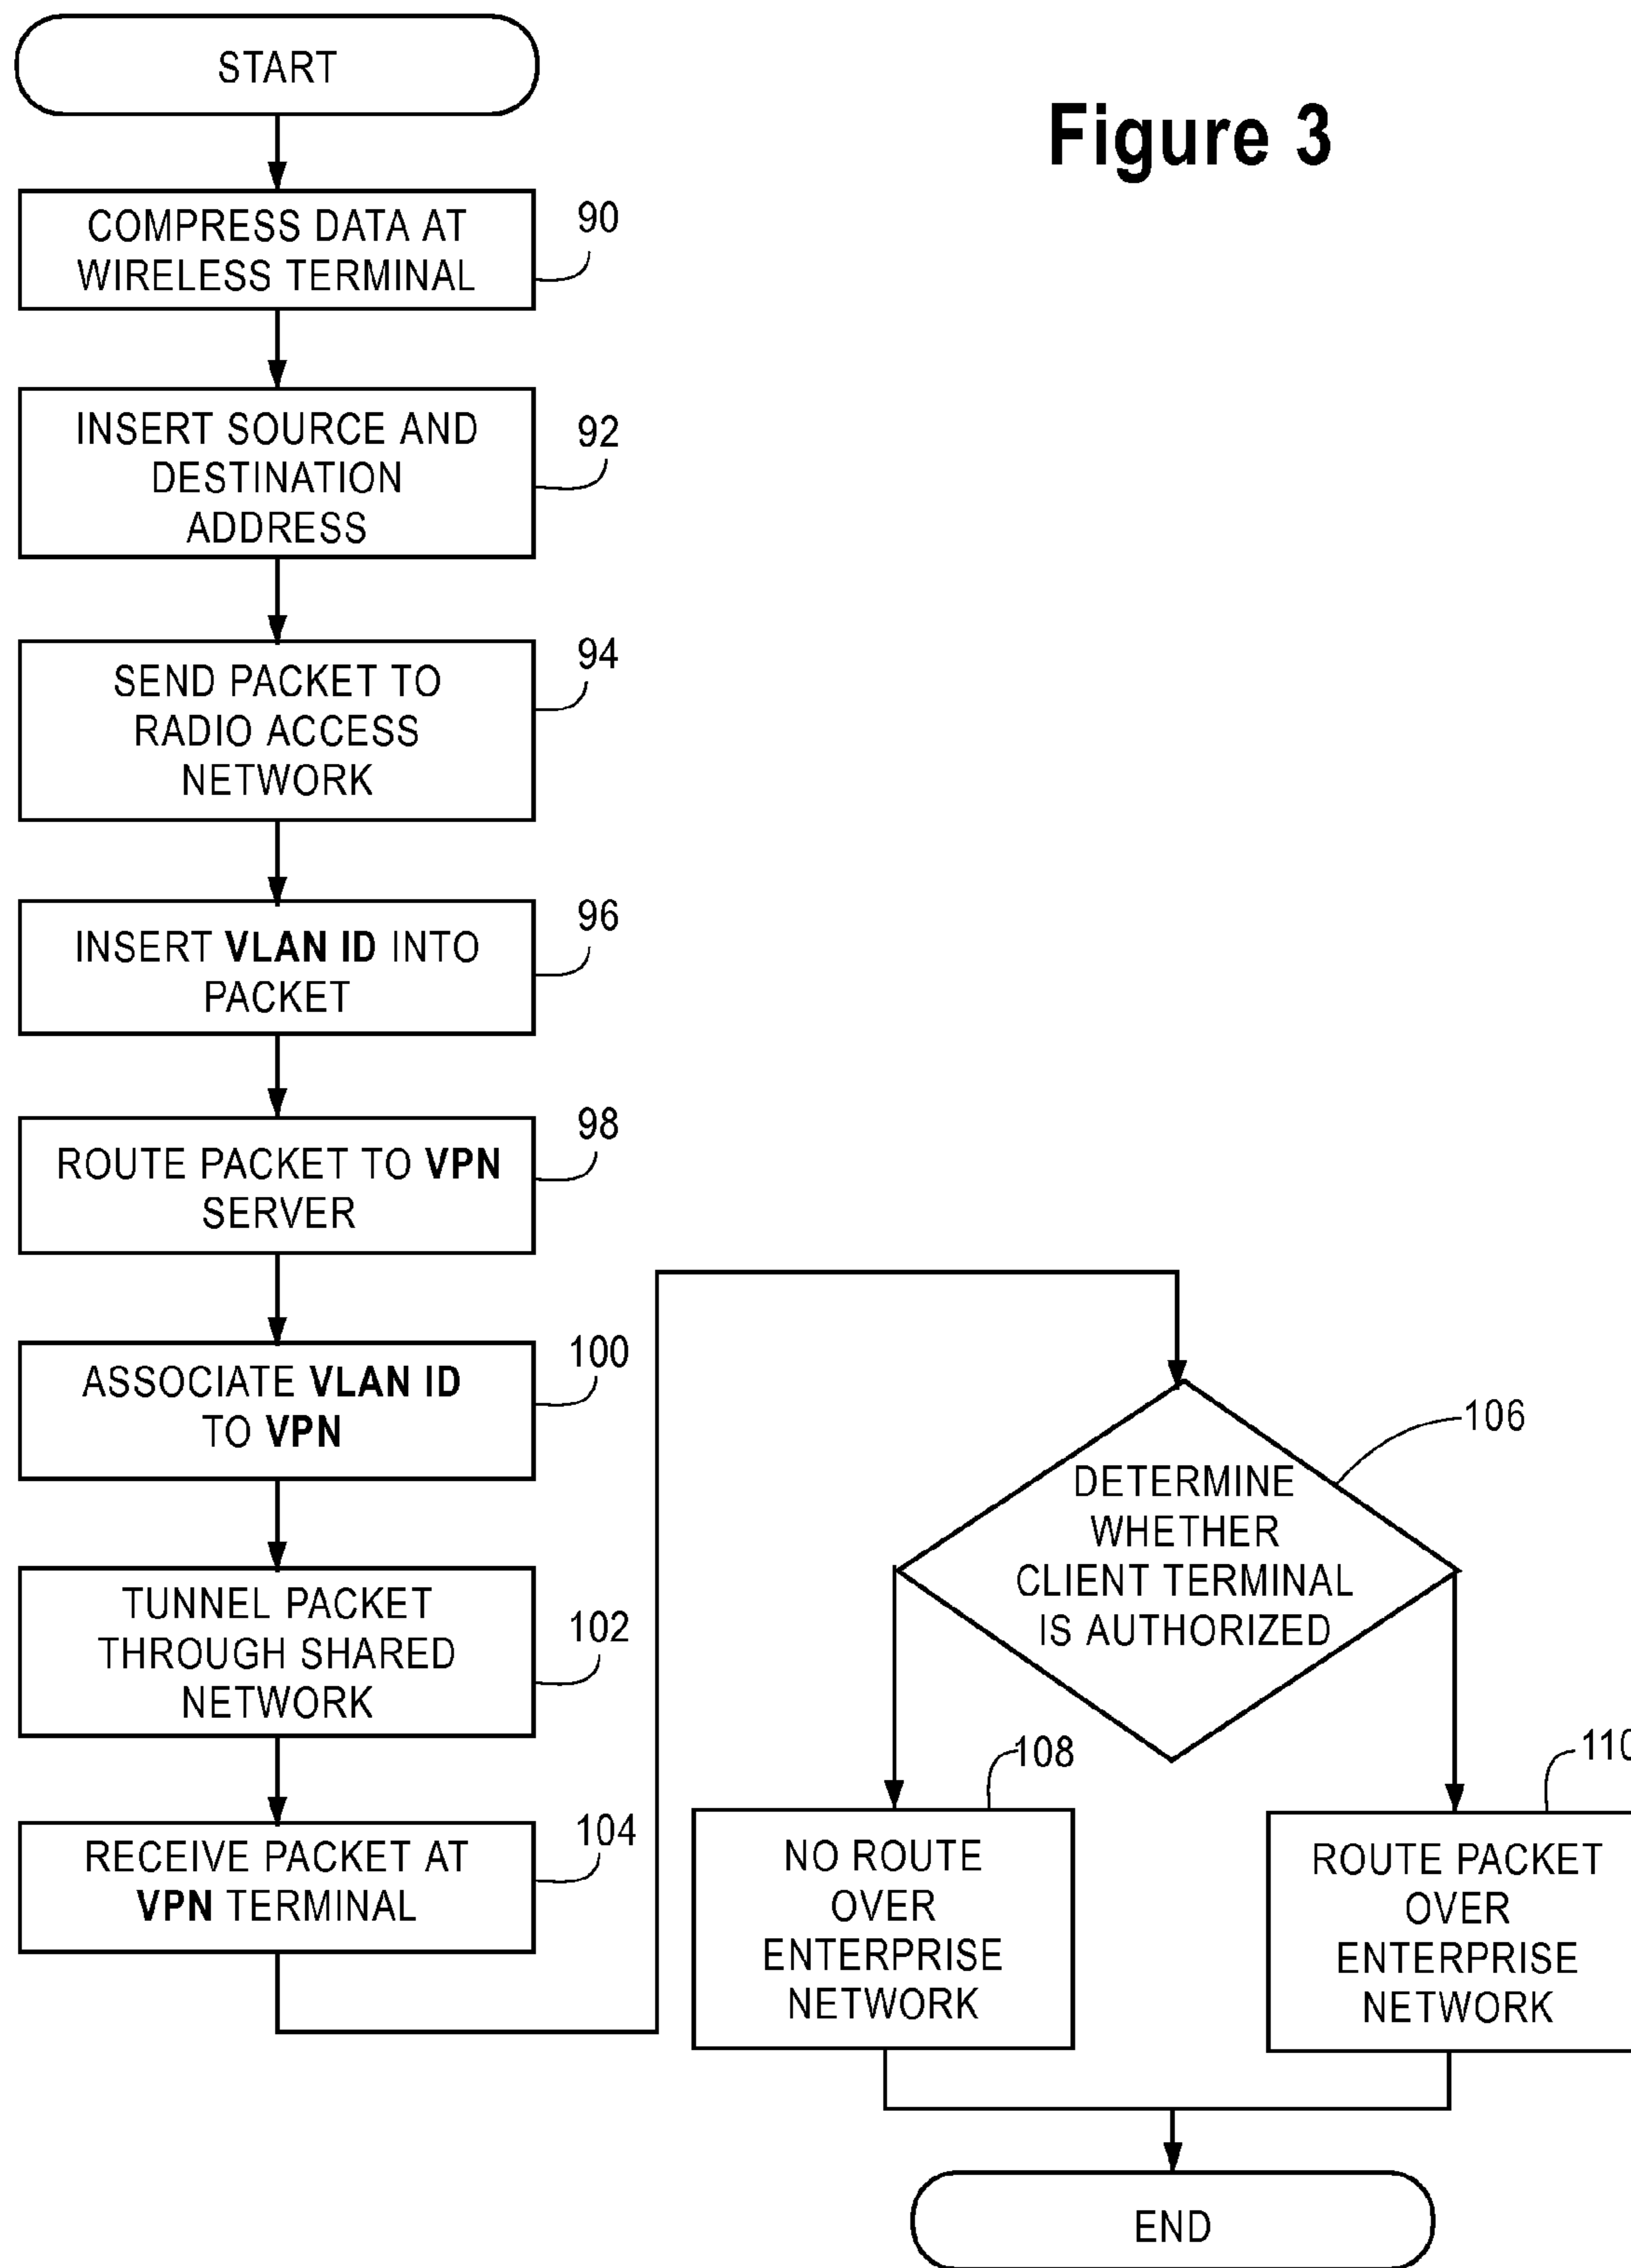 START
Figure 3
COMPRESS DATA AT
WIRELESS TERMINAL
90
INSERT SOURCE AND
DESTINATION
ADDRESS
92
SEND PACKET TO
RADIO ACCESS
NETWORK
94
INSERT VLAN ID INTO
PACKET
96
ROUTE PACKET TO VPN
SERVER
98
ASSOCIATE VLAN ID
TO VPN
100
TUNNEL PACKET
THROUGH SHARED
NETWORK
102
RECEIVE PACKET AT
VPN TERMINAL
104
DETERMINE
WHETHER
CLIENT TERMINAL
IS AUTHORIZED
106
NO ROUTE
OVER
ENTERPRISE
NETWORK
108
ROUTE PACKET
OVER
ENTERPRISE
NETWORK
110
END